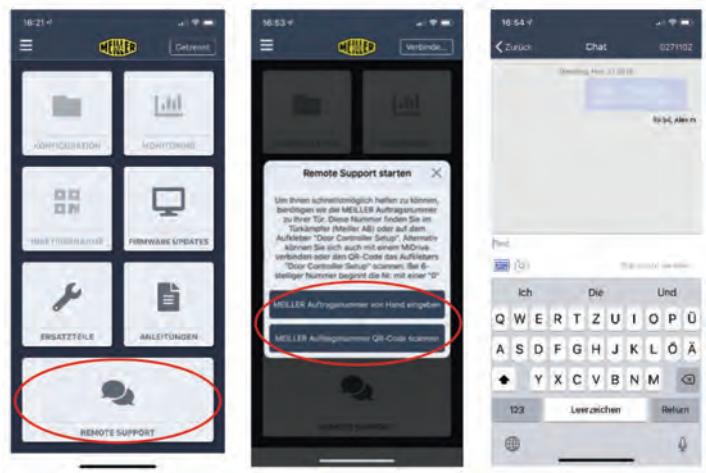 16:21
MEILLER
Getrennt
KONFIGURATION
MONITORING
INBETRIEBNAHME
FIRMWARE UPDATES
ERSATZTEILE
ANLEITUNGEN
REMOTE SUPPORT
16:53
MEILLER
Verbinde...
Remote Support starten
Um Ihnen schnellstmöglich helfen zu können,
benötigen wir die MEILLER Auftragsnummer
zu Ihrer Tür. Diese Nummer finden Sie im
Türkämpfer (Meiller AB) oder auf dem
Aufkleber "Door Controller Setup". Alternativ
können Sie sich auch mit einem MiDrive
verbinden oder den QR-Code des Aufklebers
"Door Controller Setup" scannen. Bei 6-
stelliger Nummer beginnt die Nr. mit einer "0"
MEILLER Auftragsnummer von Hand eingeben
MEILLER Auftragsnummer QR-Code scannen
REMOTE SUPPORT
16:54
Zurück
Chat
0271102
Text
Ich
Die
Und
Q W E R T Z U I O P Ü
A S D F G H J K L Ö Ä
Y X C V B N M
123
Leerzeichen
Return